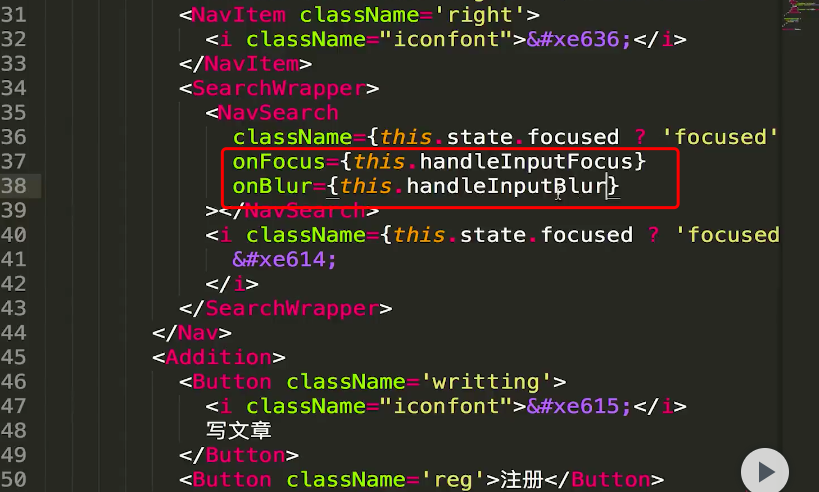 31 <NavItem className='right'>
32 <i className="iconfont">&#xe636;</i>
33 </NavItem>
34 <SearchWrapper>
35 <NavSearch
36 className={this.state.focused ? 'focused'
37 onFocus={this.handleInputFocus}
38 onBlur={this.handleInputBlur}
39 ></NavSearch>
40 <i className={this.state.focused ? 'focused
41 &#xe614;
42 </i>
43 </SearchWrapper>
44 </Nav>
45 <Addition>
46 <Button className='writting'>
47 <i className="iconfont">&#xe615;</i>
48 写文章
49 </Button>
50 <Button className='reg'>注册</Button>